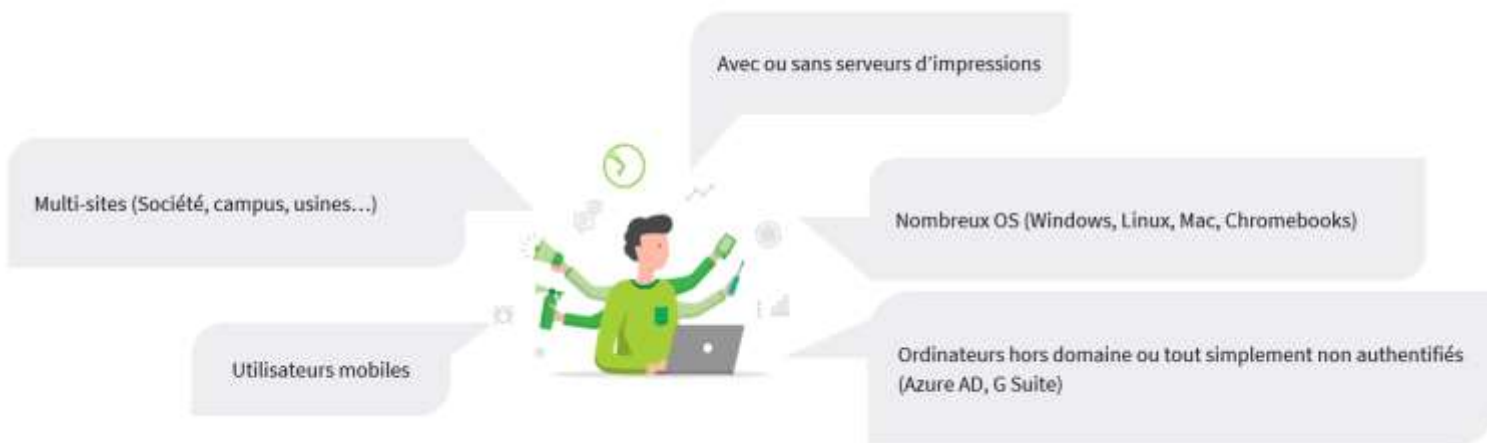 Avec ou sans serveurs d'impressions
Multi-sites (Société, campus, usines…)
Nombreux OS (Windows, Linux, Mac, Chromebooks)
Utilisateurs mobiles
Ordinateurs hors domaine ou tout simplement non authentifiés
(Azure AD, G Suite)